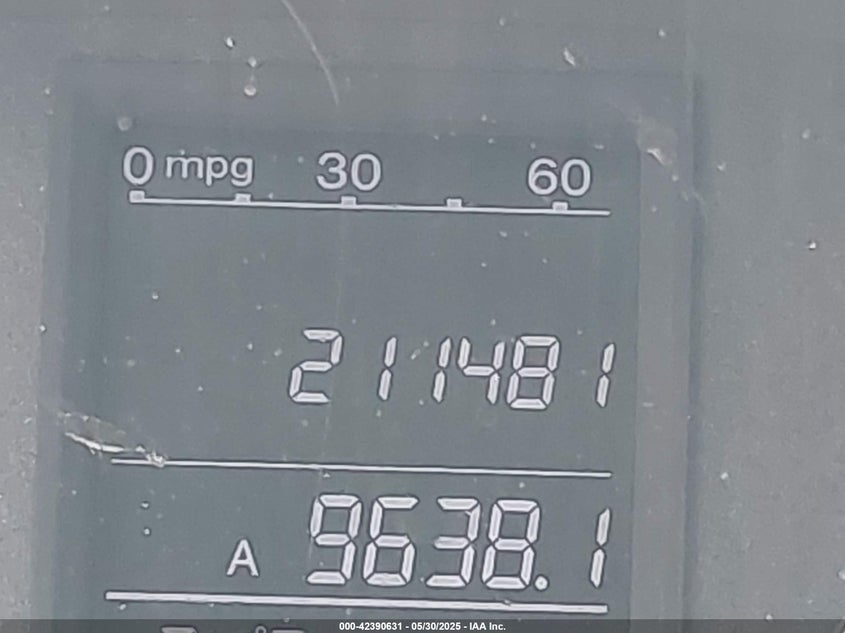 0 mpg 30 60
211481
A 9638.1
000-42390631 - 05/30/2025 - IAA Inc.